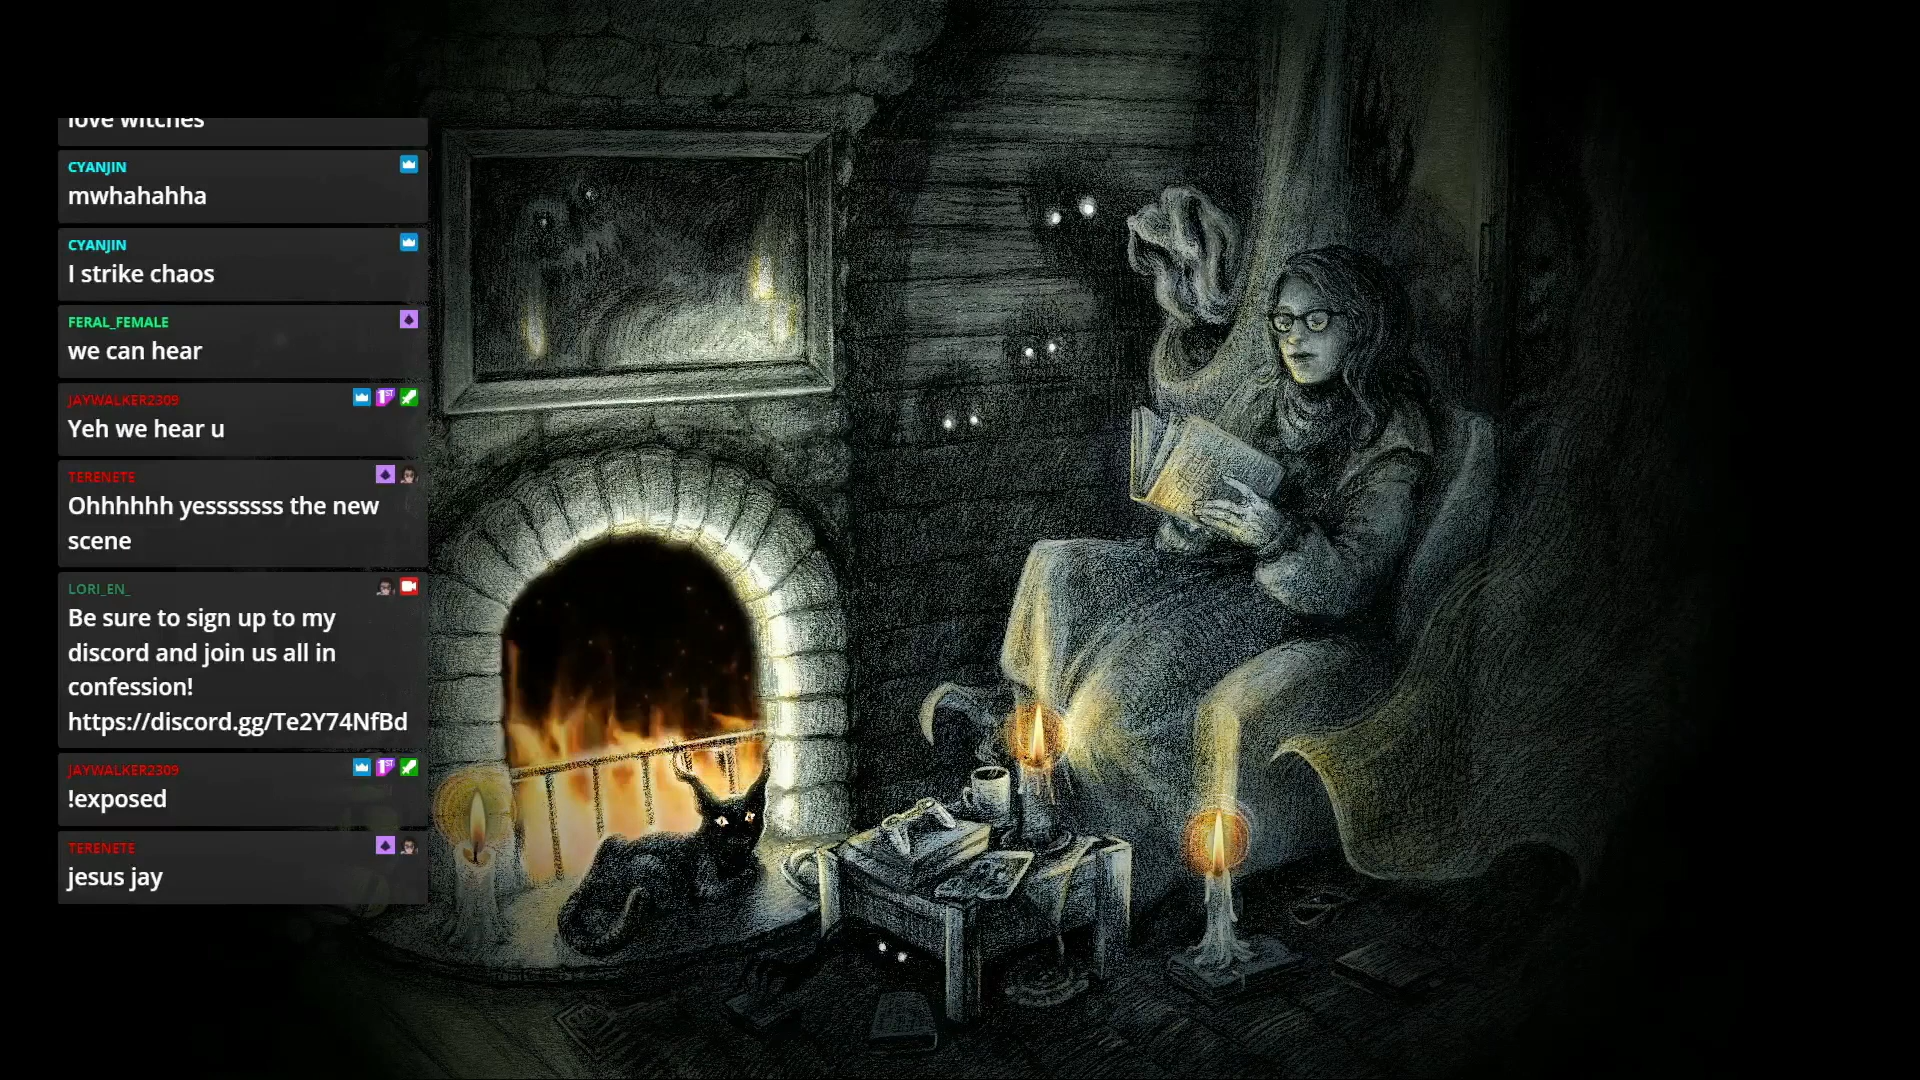 love witches
CYANJIN
mwhahahha
CYANJIN
I strike chaos
FERAL_FEMALE
we can hear
JAYWALKER2309
Yeh we hear u
TERENETE
Ohhhhhh yesssssss the new
scene
LORI_EN_
Be sure to sign up to my
discord and join us all in
confession!
https://discord.gg/Te2Y74NfBd
JAYWALKER2309
!exposed
TERENETE
jesus jay